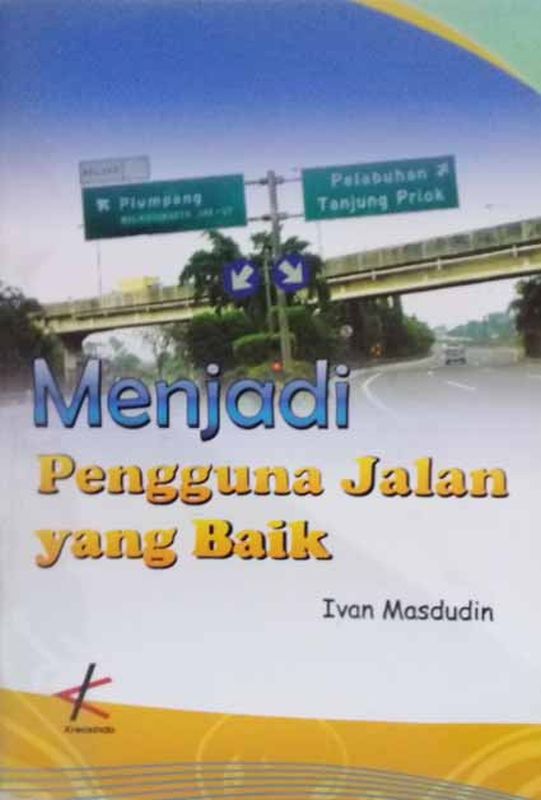 Plumpang
Pelabuhan
Tanjung Priok
Menjadi
Pengguna Jalan
yang Baik
Ivan Masdudin